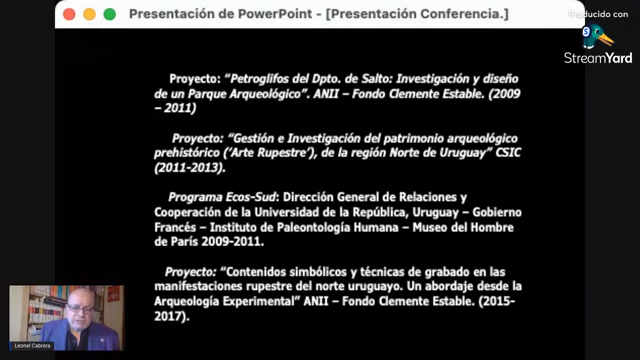 Presentación de PowerPoint - [Presentación Conferencia.]
Producido con
StreamYard
Proyecto: “Petroglifos del Dpto. de Salto: Investigación y diseño
de un Parque Arqueológico”. ANII – Fondo Clemente Estable. (2009
– 2011)
Proyecto: “Gestión e Investigación del patrimonio arqueológico
prehistórico (‘Arte Rupestre’), de la región Norte de Uruguay” CSIC
(2011-2013).
Programa Ecos-Sud: Dirección General de Relaciones y
Cooperación de la Universidad de la República, Uruguay – Gobierno
Francés – Instituto de Paleontología Humana – Museo del Hombre
de París 2009-2011.
Proyecto: “Contenidos simbólicos y técnicas de grabado en las
manifestaciones rupestre del norte uruguayo. Un abordaje desde la
Arqueología Experimental” ANII – Fondo Clemente Estable. (2015-
2017).
Leonel Cabrera